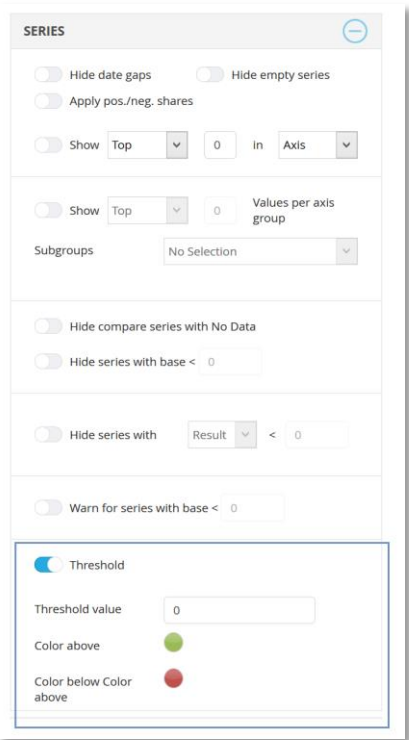 SERIES
Hide date gaps Hide empty series
Apply pos./neg. shares
Show Top 0 in Axis
Show Top 0 Values per axis
group
Subgroups No Selection
Hide compare series with No Data
Hide series with base < 0
Hide series with Result < 0
Warn for series with base < 0
Threshold
Threshold value 0
Color above
Color below Color
above